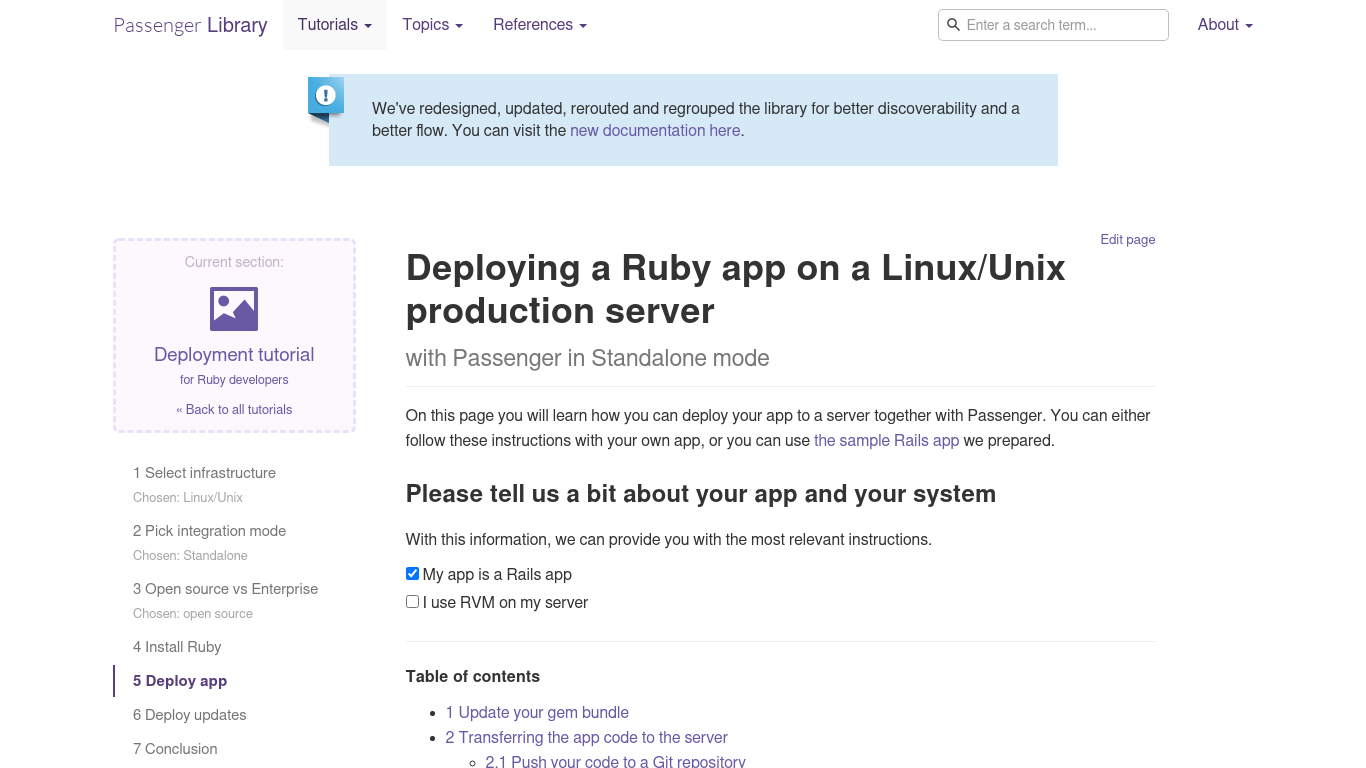 Passenger Library
Tutorials
Topics
References
Enter a search term...
About
We've redesigned, updated, rerouted and regrouped the library for better discoverability and a
better flow. You can visit the new documentation here.
Current section:
Deployment tutorial
for Ruby developers
« Back to all tutorials
1 Select infrastructure
Chosen: Linux/Unix
2 Pick integration mode
Chosen: Standalone
3 Open source vs Enterprise
Chosen: open source
4 Install Ruby
5 Deploy app
6 Deploy updates
7 Conclusion
Edit page
Deploying a Ruby app on a Linux/Unix
production server
with Passenger in Standalone mode
On this page you will learn how you can deploy your app to a server together with Passenger. You can either
follow these instructions with your own app, or you can use the sample Rails app we prepared.
Please tell us a bit about your app and your system
With this information, we can provide you with the most relevant instructions.
My app is a Rails app
I use RVM on my server
Table of contents
1 Update your gem bundle
2 Transferring the app code to the server
2.1 Push your code to a Git repository